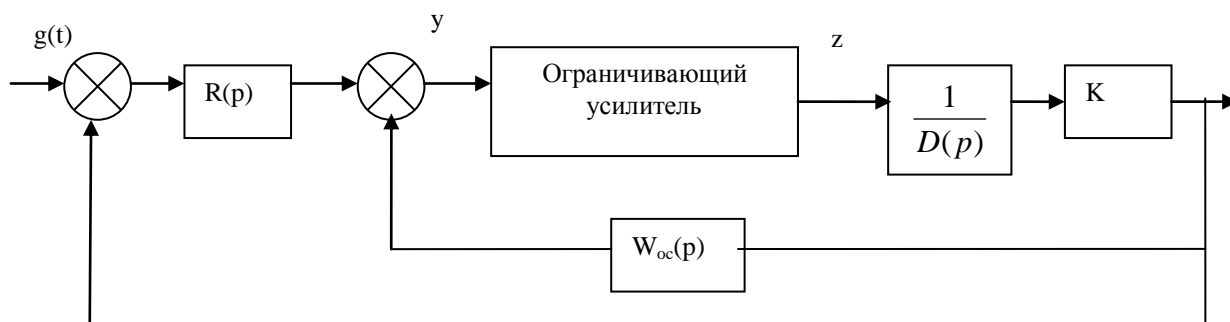 g(t)
R(p)
y
Ограничивающий
усилитель
z
1
D(p)
K
Wос(p)